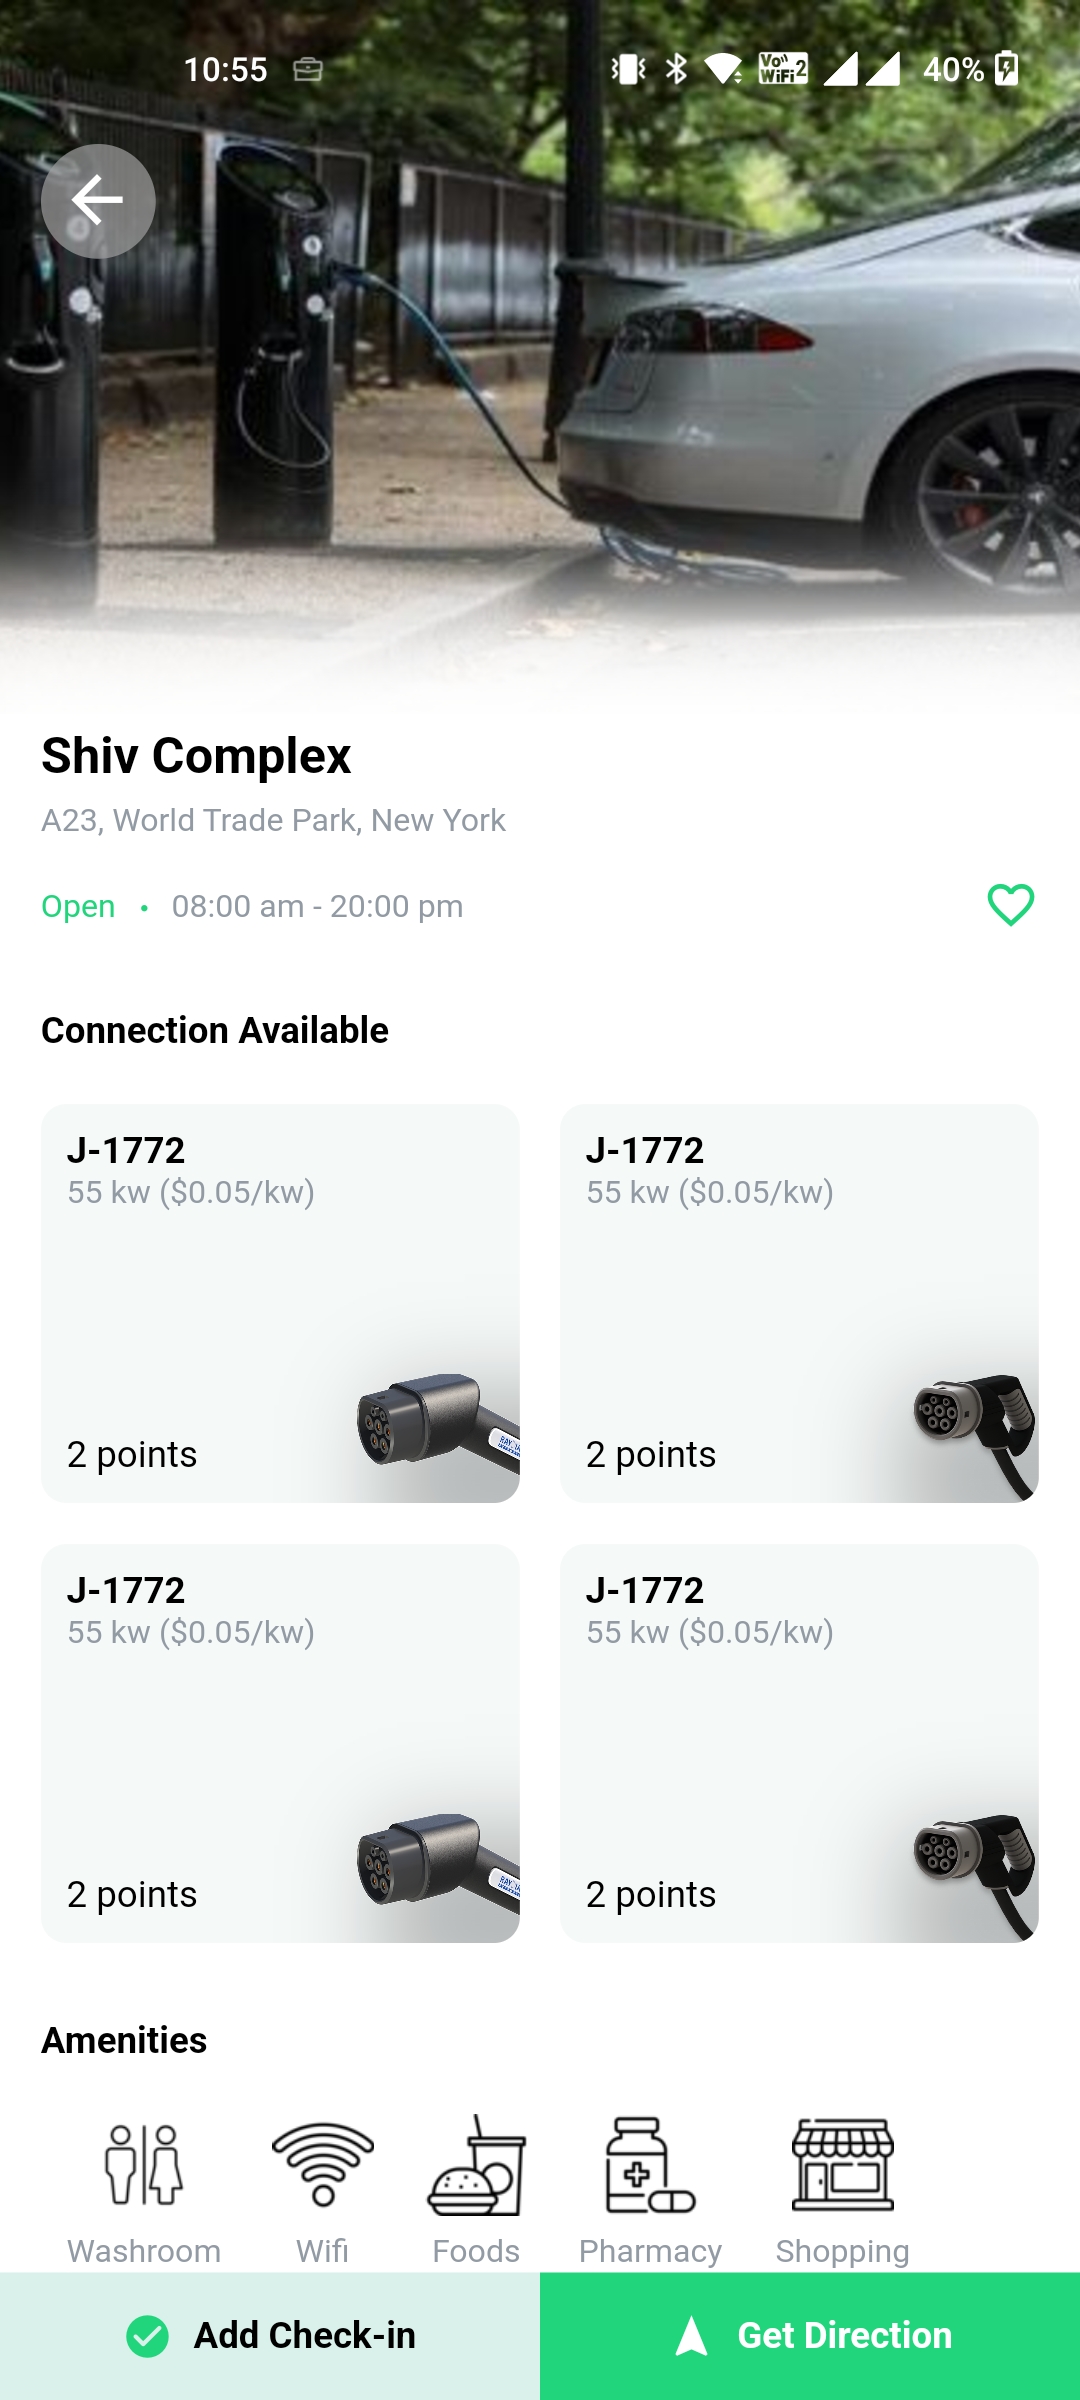 10:55
Vo WiFi 2
40%
Shiv Complex
A23, World Trade Park, New York
Open • 08:00 am - 20:00 pm
Connection Available
J-1772
55 kw ($0.05/kw)
2 points
J-1772
55 kw ($0.05/kw)
2 points
J-1772
55 kw ($0.05/kw)
2 points
J-1772
55 kw ($0.05/kw)
2 points
Amenities
Washroom
Wifi
Foods
Pharmacy
Shopping
Add Check-in
Get Direction